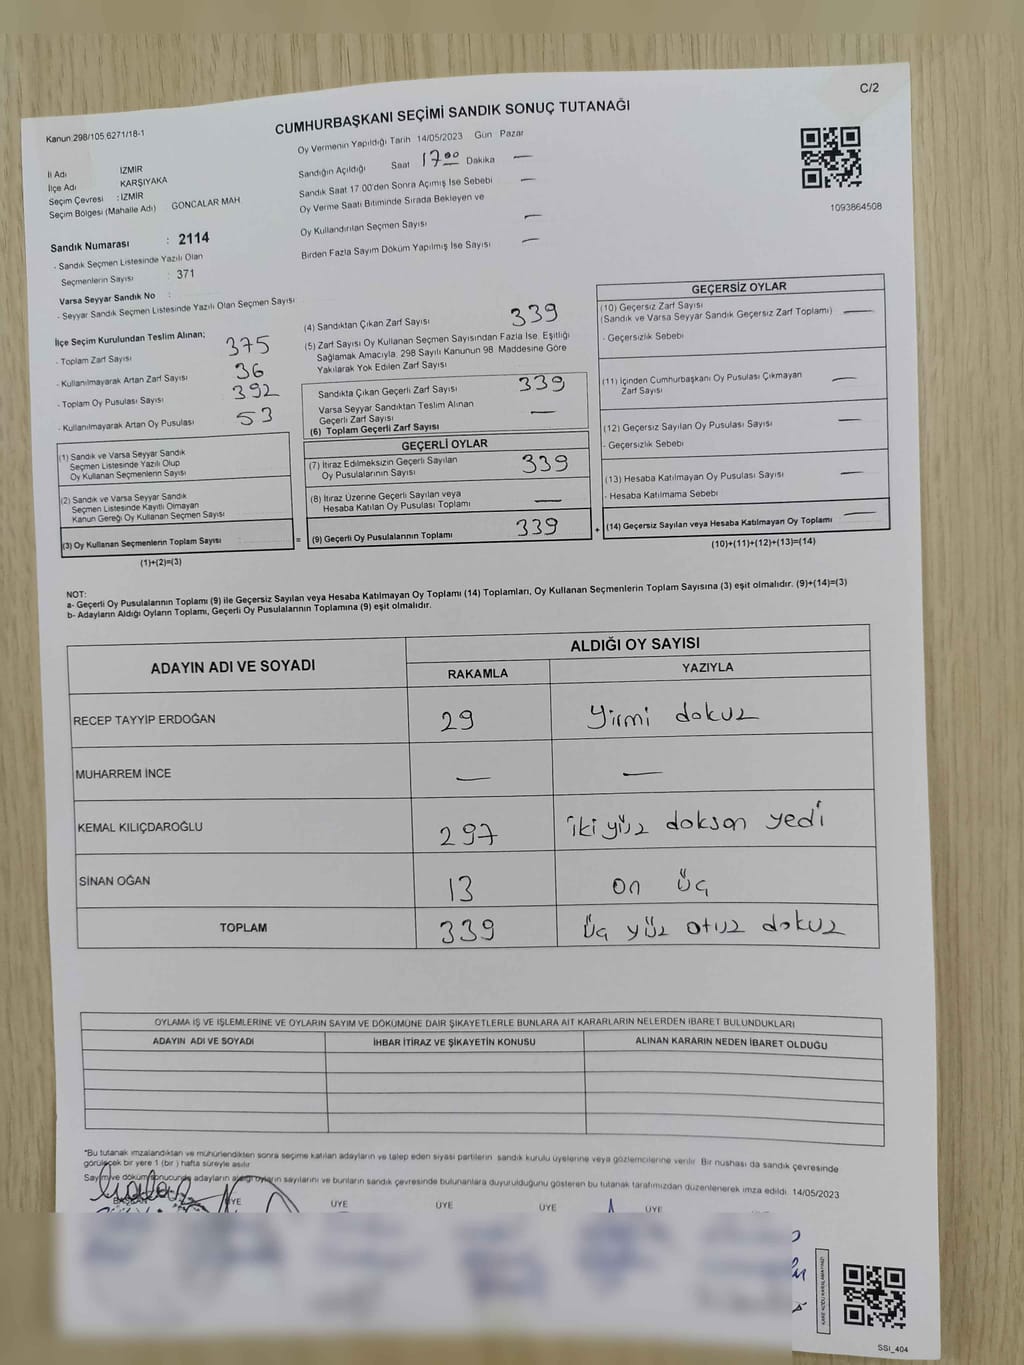 C/2
Kanun 298/105,6271/18-1
CUMHURBAŞKANI SEÇİMİ SANDIK SONUÇ TUTANAĞI
Oy Vermenin Yapıldığı Tarih 14/05/2023 Gün Pazar
İl Adı İZMİR
İlçe Adı KARŞIYAKA
Seçim Çevresi : İZMİR
Seçim Bölgesi (Mahalle Adı) GONCALAR MAH
Sandığın Açıldığı Saat 17.00 Dakika —
Sandık Saat 17 00'den Sonra Açımış İse Sebebi —
Oy Verme Saati Bitiminde Sırada Bekleyen ve
Oy Kullandırılan Seçmen Sayısı —
Birden Fazla Sayım Döküm Yapılmış İse Sayısı —
1093864508
Sandık Numarası : 2114
- Sandık Seçmen Listesinde Yazılı Olan
Seçmenlerin Sayısı : 371
Varsa Seyyar Sandık No :
- Seyyar Sandık Seçmen Listesinde Yazılı Olan Seçmen Sayısı
İlçe Seçim Kurulundan Teslim Alınan;
- Toplam Zarf Sayısı 375
- Kullanılmayarak Artan Zarf Sayısı 36
- Toplam Oy Pusulası Sayısı 392
- Kullanılmayarak Artan Oy Pusulası 53
(1) Sandık ve Varsa Seyyar Sandık
Seçmen Listesinde Yazılı Olup
Oy Kullanan Seçmenlerin Sayısı
(2) Sandık ve Varsa Seyyar Sandık
Seçmen Listesinde Kayıtlı Olmayan
Kanun Gereği Oy Kullanan Seçmen Sayısı
(3) Oy Kullanan Seçmenlerin Toplam Sayısı
(1)+(2)=(3)
=
(4) Sandıktan Çıkan Zarf Sayısı 339
(5) Zarf Sayısı Oy Kullanan Seçmen Sayısından Fazla İse, Eşitliği
Sağlamak Amacıyla, 298 Sayılı Kanunun 98 Maddesine Göre
Yakılarak Yok Edilen Zarf Sayısı
Sandıkta Çıkan Geçerli Zarf Sayısı 339
Varsa Seyyar Sandıktan Teslim Alınan
Geçerli Zarf Sayısı —
(6) Toplam Geçerli Zarf Sayısı
GEÇERLİ OYLAR
(7) İtiraz Edilmeksizin Geçerli Sayılan
Oy Pusulalarının Sayısı 339
(8) İtiraz Üzerine Geçerli Sayılan veya
Hesaba Katılan Oy Pusulası Toplamı —
(9) Geçerli Oy Pusulalarının Toplamı 339
+
GEÇERSİZ OYLAR
(10) Geçersiz Zarf Sayısı
(Sandık ve Varsa Seyyar Sandık Geçersiz Zarf Toplamı) —
- Geçersizlik Sebebi
(11) İçinden Cumhurbaşkanı Oy Pusulası Çıkmayan
Zarf Sayısı —
(12) Geçersiz Sayılan Oy Pusulası Sayısı —
- Geçersizlik Sebebi
(13) Hesaba Katılmayan Oy Pusulası Sayısı —
- Hesaba Katılmama Sebebi
(14) Geçersiz Sayılan veya Hesaba Katılmayan Oy Toplamı —
(10)+(11)+(12)+(13)=(14)
NOT:
a- Geçerli Oy Pusulalarının Toplamı (9) ile Geçersiz Sayılan veya Hesaba Katılmayan Oy Toplamı (14) Toplamları, Oy Kullanan Seçmenlerin Toplam Sayısına (3) eşit olmalıdır. (9)+(14)=(3)
b- Adayların Aldığı Oyların Toplamı, Geçerli Oy Pusulalarının Toplamına (9) eşit olmalıdır.
ADAYIN ADI VE SOYADI ALDIĞI OY SAYISI
RAKAMLA YAZIYLA
RECEP TAYYİP ERDOĞAN 29 Yirmi dokuz
MUHARREM İNCE — —
KEMAL KILIÇDAROĞLU 297 iki yüz doksan yedi
SİNAN OĞAN 13 on üç
TOPLAM 339 üç yüz otuz dokuz
OYLAMA İŞ VE İŞLEMLERİNE VE OYLARIN SAYIM VE DÖKÜMÜNE DAİR ŞİKAYETLERLE BUNLARA AİT KARARLARIN NELERDEN İBARET BULUNDUKLARI
ADAYIN ADI VE SOYADI İHBAR İTİRAZ VE ŞİKAYETİN KONUSU ALINAN KARARIN NEDEN İBARET OLDUĞU
*Bu tutanak imzalandıktan ve mühürlendikten sonra seçime katılan adayların ve talep eden siyasi partilerin sandık kurulu üyelerine veya gözlemcilerine verilir. Bir nushası da sandık çevresinde
görülecek bir yere 1 (bir ) hafta süreyle asılır
Sayım ve döküm sonucunda adayların aldığı oyların sayılarını ve bunların sandık çevresinde bulunanlara duyurulduğunu gösteren bu tutanak tarafımızdan düzenlenerek imza edildi. 14/05/2023
BAŞKAN ÜYE ÜYE ÜYE ÜYE ÜYE
SSİ_404